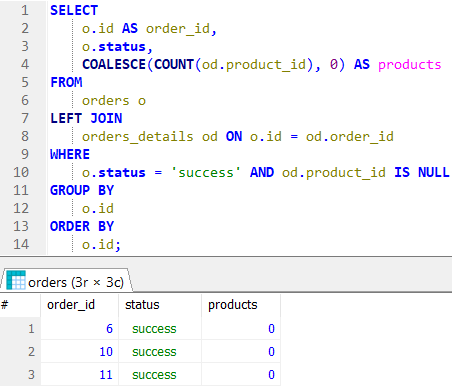 1 SELECT
2 o.id AS order_id,
3 o.status,
4 COALESCE(COUNT(od.product_id), 0) AS products
5 FROM
6 orders o
7 LEFT JOIN
8 orders_details od ON o.id = od.order_id
9 WHERE
10 o.status = 'success' AND od.product_id IS NULL
11 GROUP BY
12 o.id
13 ORDER BY
14 o.id;
orders (3r × 3c)
# order_id status products
1 6 success 0
2 10 success 0
3 11 success 0